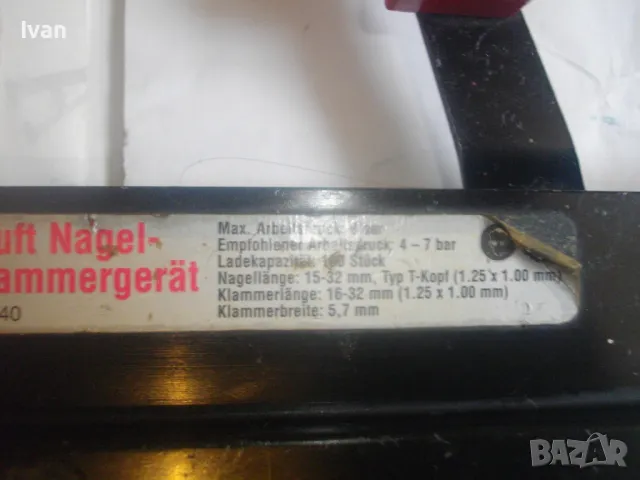 Ivan
uft Nagel-
ammergerät
40
Max. Arbeitsdruck: bar
Empfohlener Arbeitsdruck: 4 – 7 bar
Ladekapazität: Stück
Nagellänge: 15-32 mm, Typ T-Kopf (1.25 x 1.00 mm)
Klammerlänge: 16-32 mm (1.25 x 1.00 mm)
Klammerbreite: 5,7 mm
BAZAR
bazar.bg